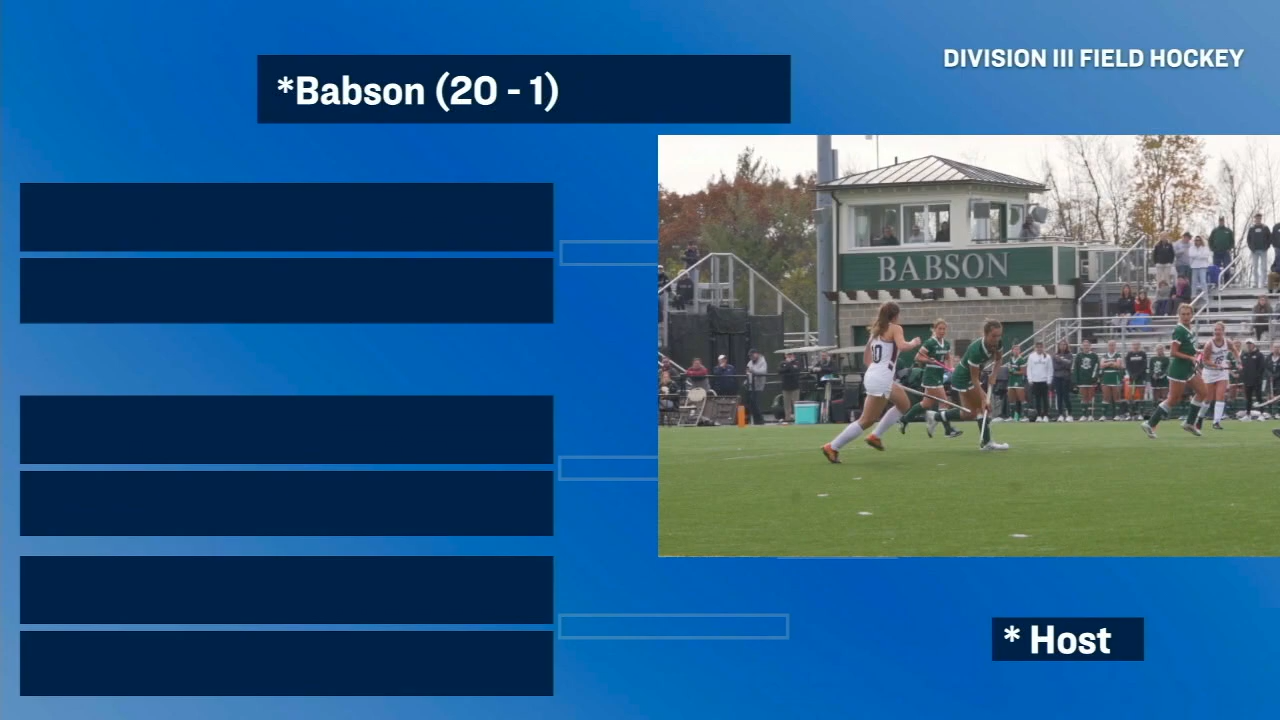 DIVISION III FIELD HOCKEY
*Babson (20 - 1)
BABSON
10
* Host